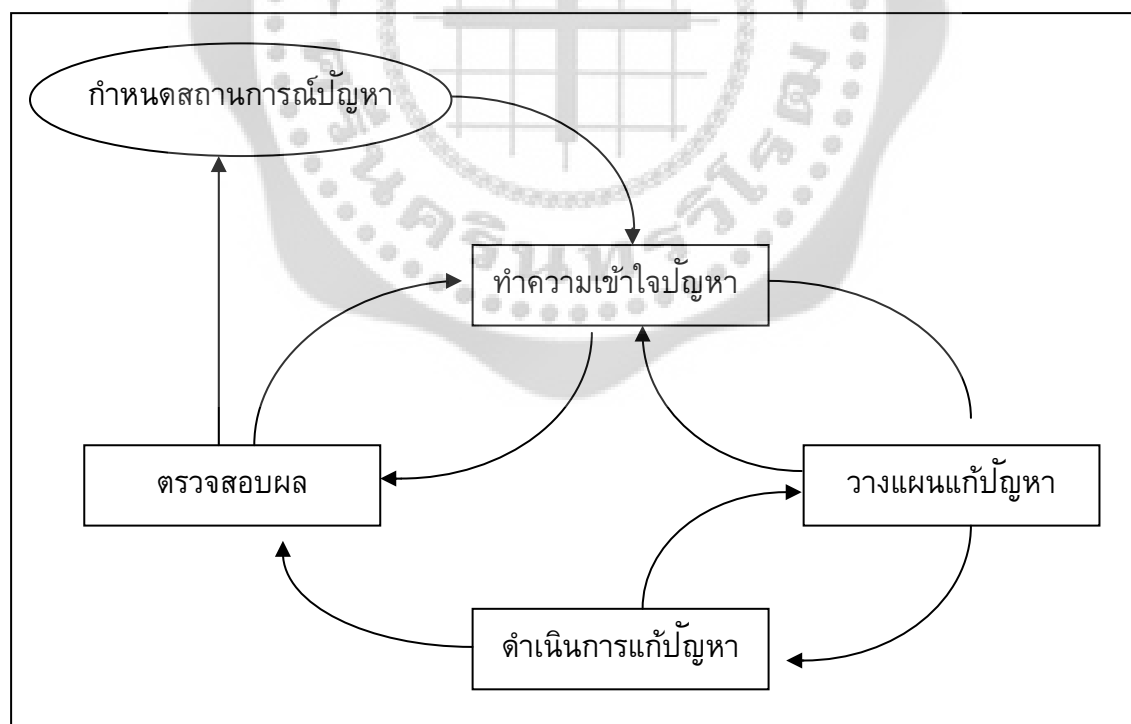 กำหนดสถานการณ์ปัญหา
ทำความเข้าใจปัญหา
ตรวจสอบผล
วางแผนแก้ปัญหา
ดำเนินการแก้ปัญหา